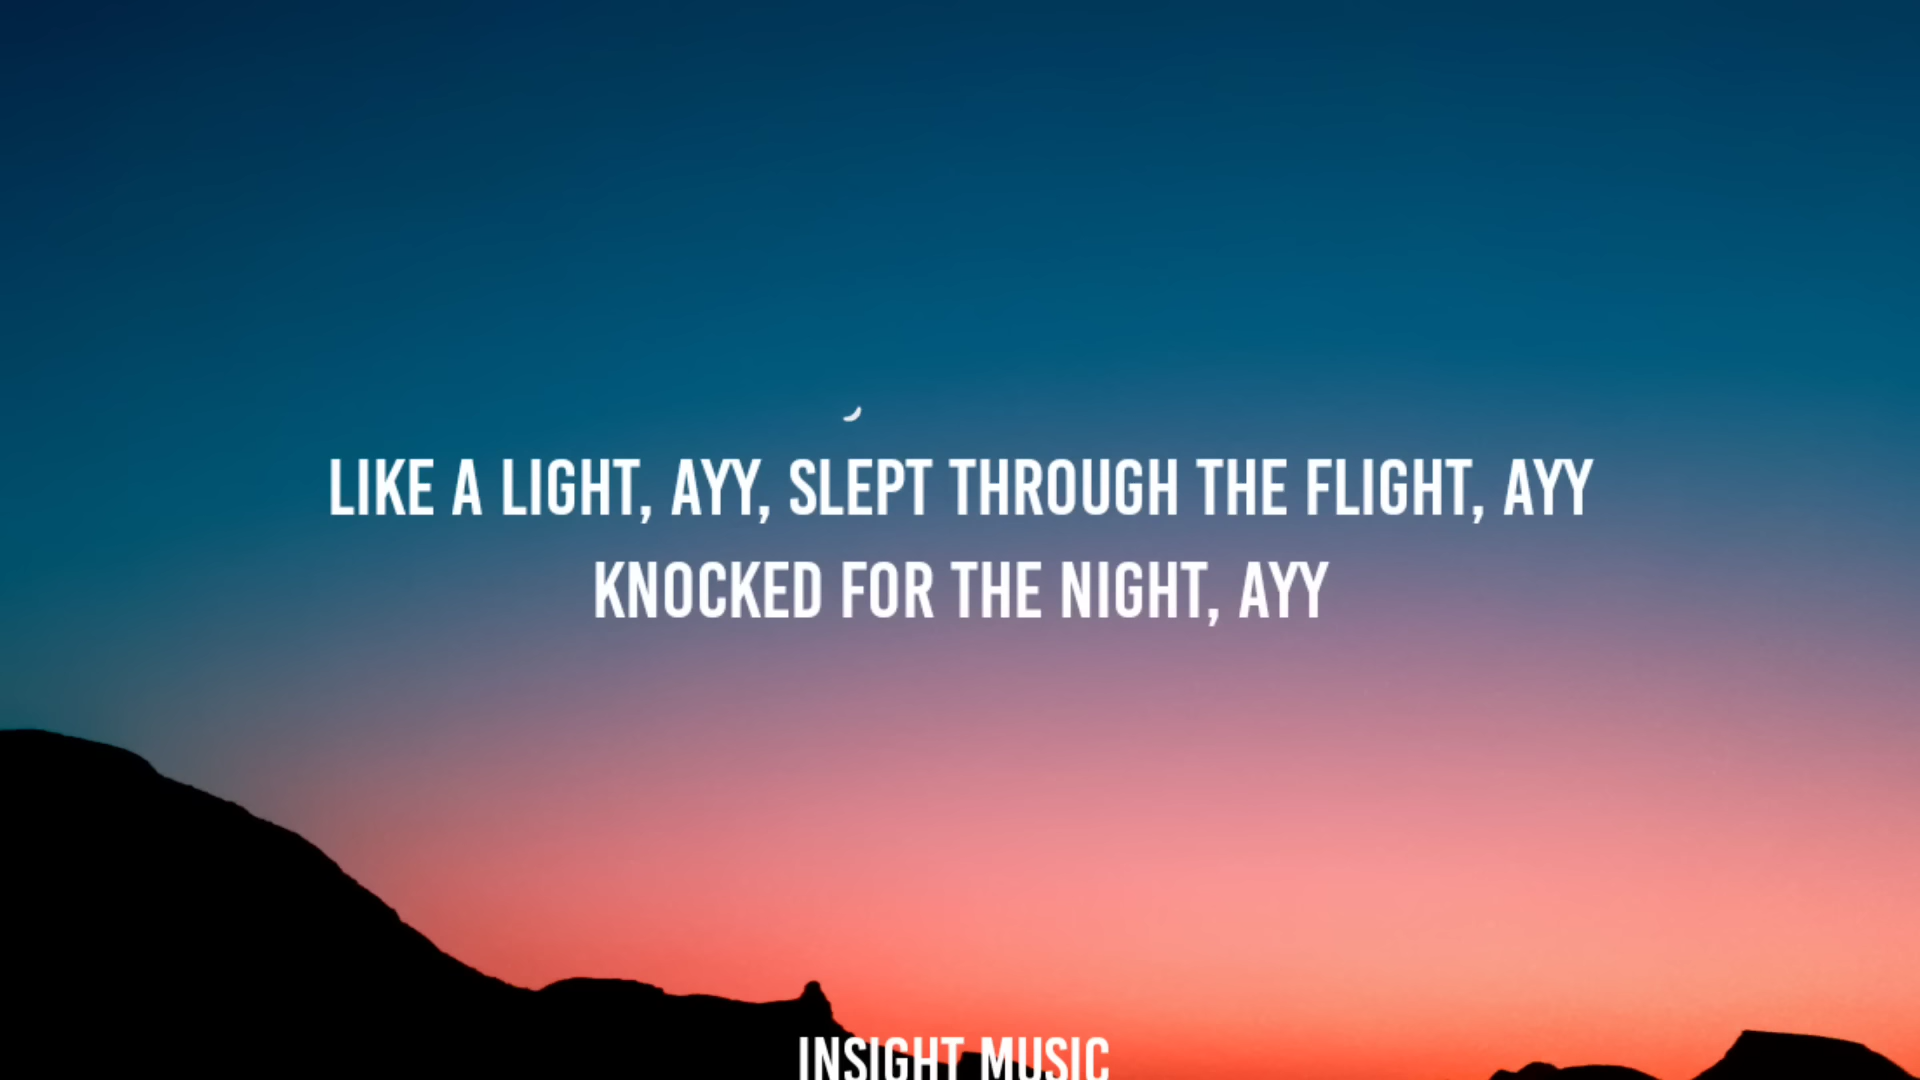 LIKE A LIGHT, AYY, SLEPT THROUGH THE FLIGHT, AYY
KNOCKED FOR THE NIGHT, AYY
INSIGHT MUSIC